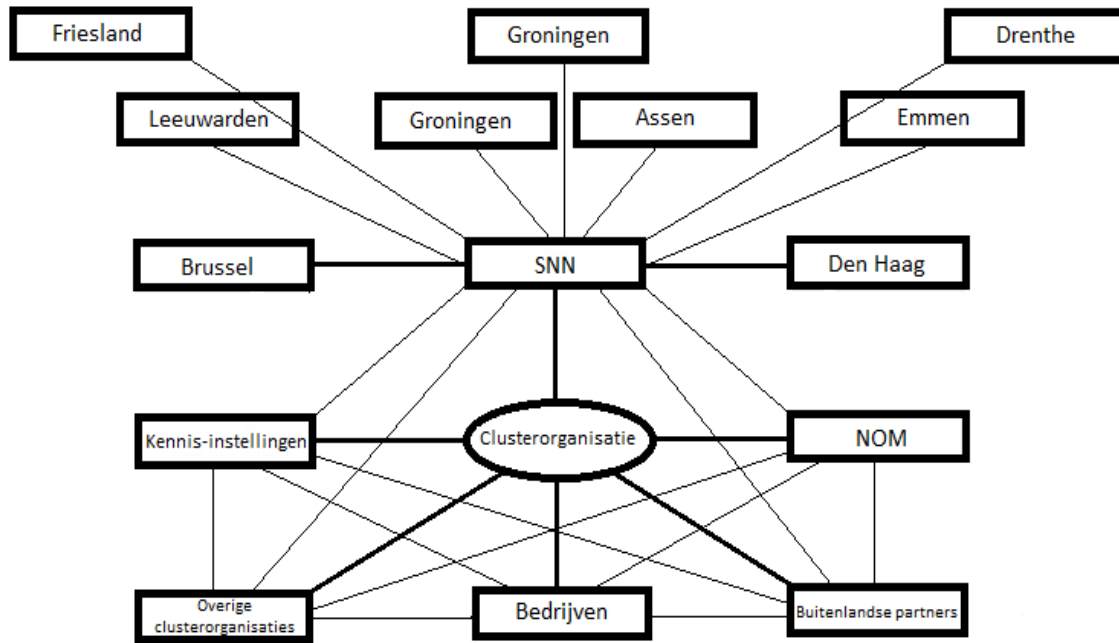 Friesland
Groningen
Drenthe
Leeuwarden
Groningen
Assen
Emmen
Brussel
SNN
Den Haag
Kennis-instellingen
Clusterorganisatie
NOM
Overige
clusterorganisaties
Bedrijven
Buitenlandse partners